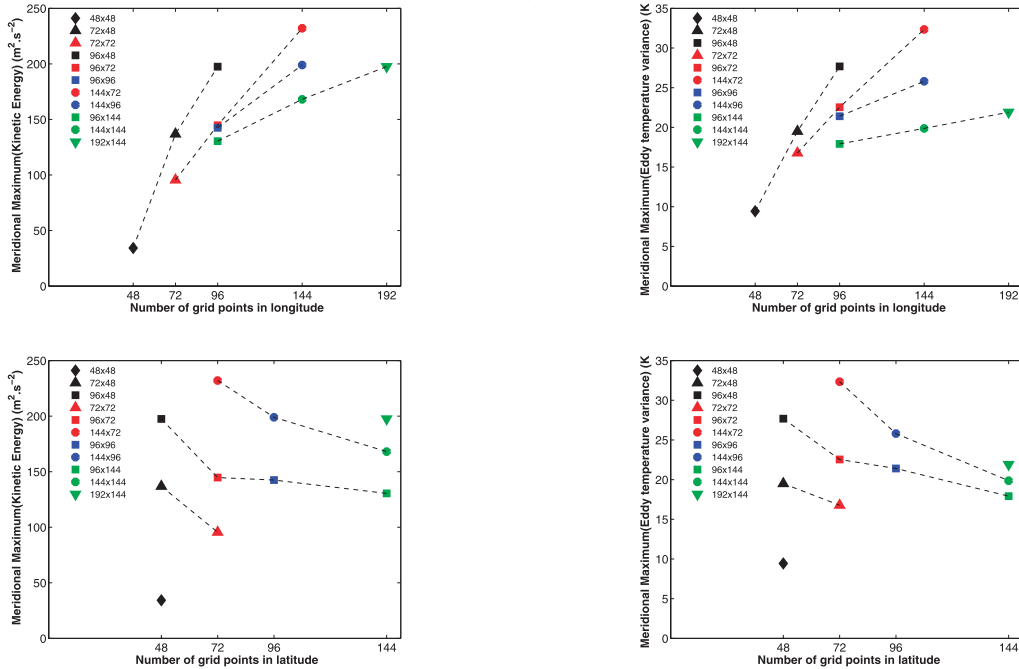 Meridional Maximum(Kinetic Energy) (m².s⁻²)
250
200
150
100
50
0
48x48
72x48
72x72
96x48
96x72
96x96
144x72
144x96
96x144
144x144
192x144
48 72 96 144 192
Number of grid points in longitude
Meridional Maximum(Eddy temperature variance) (K
35
30
25
20
15
10
5
0
48x48
72x48
96x48
72x72
96x72
144x72
96x96
144x96
96x144
144x144
192x144
48 72 96 144 192
Number of grid points in longitude
Meridional Maximum(Kinetic Energy) (m².s⁻²)
250
200
150
100
50
0
48x48
72x48
96x48
72x72
96x72
144x72
96x96
144x96
96x144
144x144
192x144
48 72 96 144
Number of grid points in latitude
Meridional Maximum(Eddy temperature variance) (K
35
30
25
20
15
10
5
0
48x48
72x48
96x48
72x72
96x72
144x72
96x96
144x96
96x144
144x144
192x144
48 72 96 144
Number of grid points in latitude